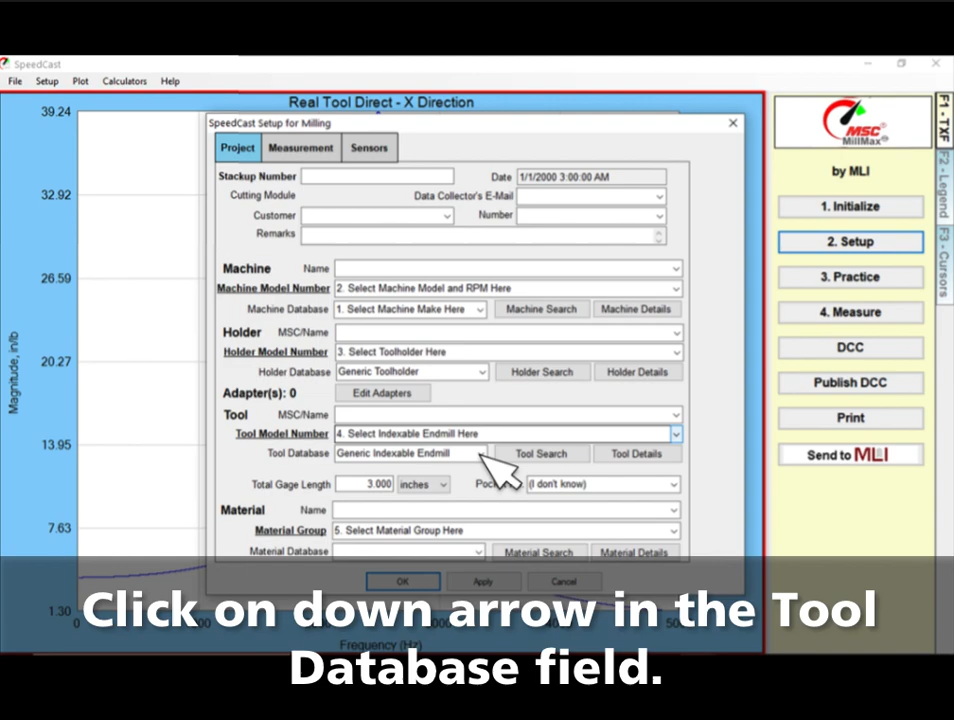 SpeedCast
File Setup Plot Calculators Help
Real Tool Direct - X Direction
39.24
32.92
26.59
20.27
13.95
7.63
1.30
Magnitude, in/lb
0
Frequency (Hz)
SpeedCast Setup for Milling
Project Measurement Sensors
Stackup Number Date 1/1/2000 3:00:00 AM
Cutting Module Data Collector's E-Mail
Customer Number
Remarks
Machine Name
Machine Model Number 2. Select Machine Model and RPM Here
Machine Database 1. Select Machine Make Here Machine Search Machine Details
Holder MSC/Name
Holder Model Number 3. Select Toolholder Here
Holder Database Generic Toolholder Holder Search Holder Details
Adapter(s): 0 Edit Adapters
Tool MSC/Name
Tool Model Number 4. Select Indexable Endmill Here
Tool Database Generic Indexable Endmill Tool Search Tool Details
Total Gage Length 3.000 inches (I don't know)
Material Name
Material Group 5. Select Material Group Here
Material Database Material Search Material Details
OK Apply Cancel
MSC®
MillMax®
by MLI
1. Initialize
2. Setup
3. Practice
4. Measure
DCC
Publish DCC
Print
Send to MLI
F1 - TXF
F2 - Legend
F3 - Cursors
Click on down arrow in the Tool
Database field.